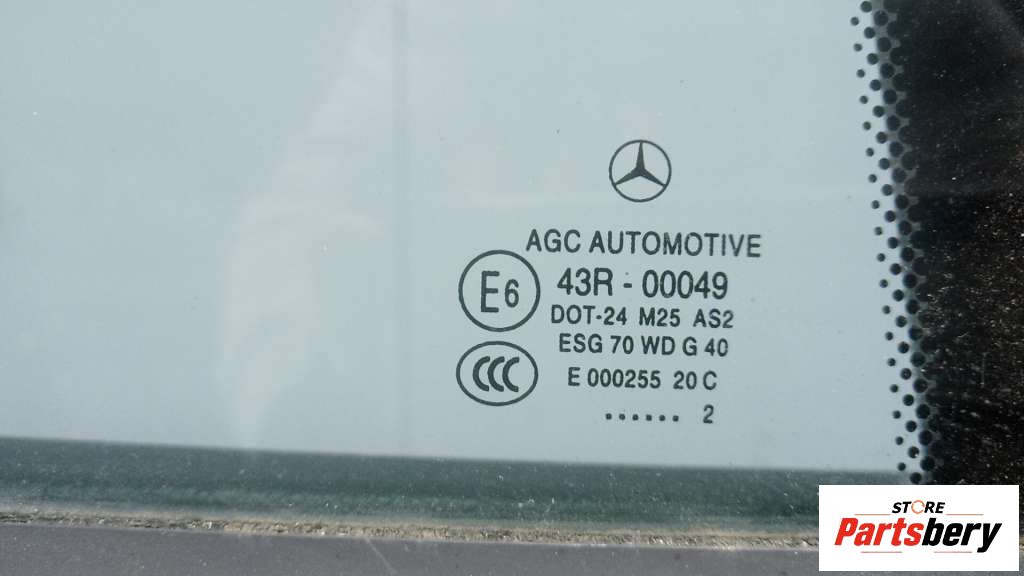 AGC AUTOMOTIVE
E6
43R - 00049
DOT-24 M25 AS2
ESG 70 WD G 40
CCC
E 000255 20 C
...... 2
STORE
Partsbery